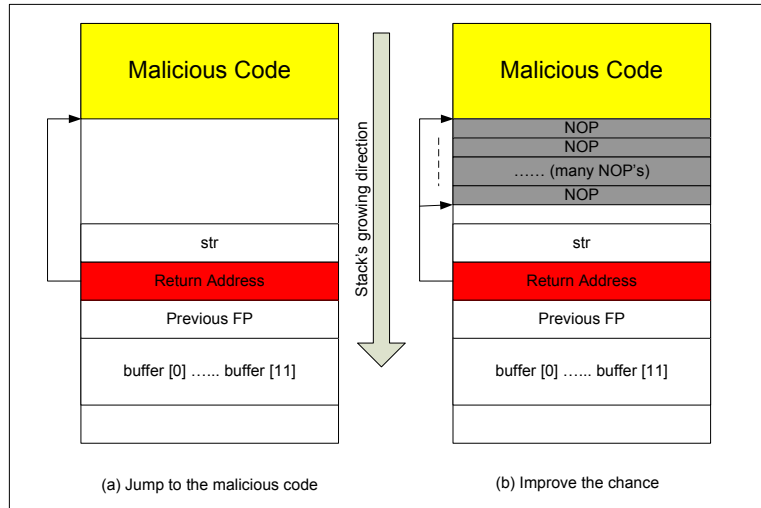 Malicious Code
str
Return Address
Previous FP
buffer [0] …... buffer [11]
(a) Jump to the malicious code
Stack's growing direction
Malicious Code
NOP
NOP
…... (many NOP's)
NOP
str
Return Address
Previous FP
buffer [0] …... buffer [11]
(b) Improve the chance